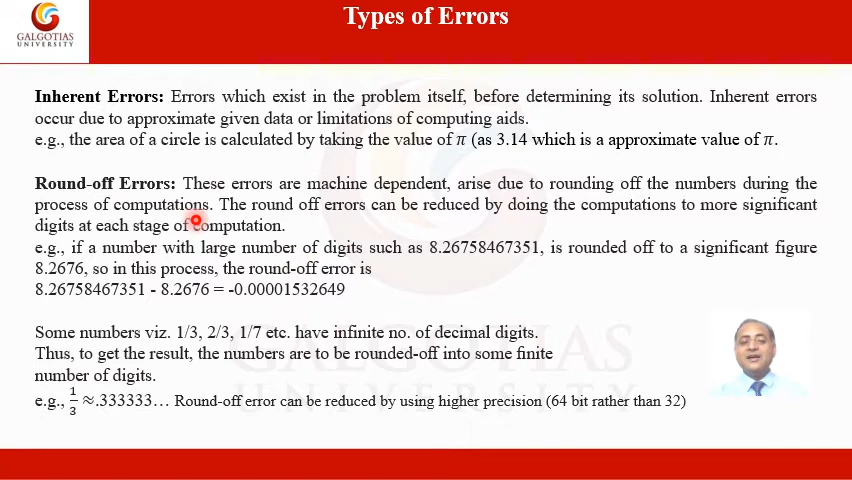 GALGOTIAS
UNIVERSITY
Types of Errors
Inherent Errors: Errors which exist in the problem itself, before determining its solution. Inherent errors
occur due to approximate given data or limitations of computing aids.
e.g., the area of a circle is calculated by taking the value of 𝜋 (as 3.14 which is a approximate value of 𝜋.
Round-off Errors: These errors are machine dependent, arise due to rounding off the numbers during the
process of computations. The round off errors can be reduced by doing the computations to more significant
digits at each stage of computation.
e.g., if a number with large number of digits such as 8.26758467351, is rounded off to a significant figure
8.2676, so in this process, the round-off error is
8.26758467351 - 8.2676 = -0.00001532649
Some numbers viz. 1/3, 2/3, 1/7 etc. have infinite no. of decimal digits.
Thus, to get the result, the numbers are to be rounded-off into some finite
number of digits.
e.g., 1/3 ≈.333333… Round-off error can be reduced by using higher precision (64 bit rather than 32)
GALGOTIAS
UNIVERSITY